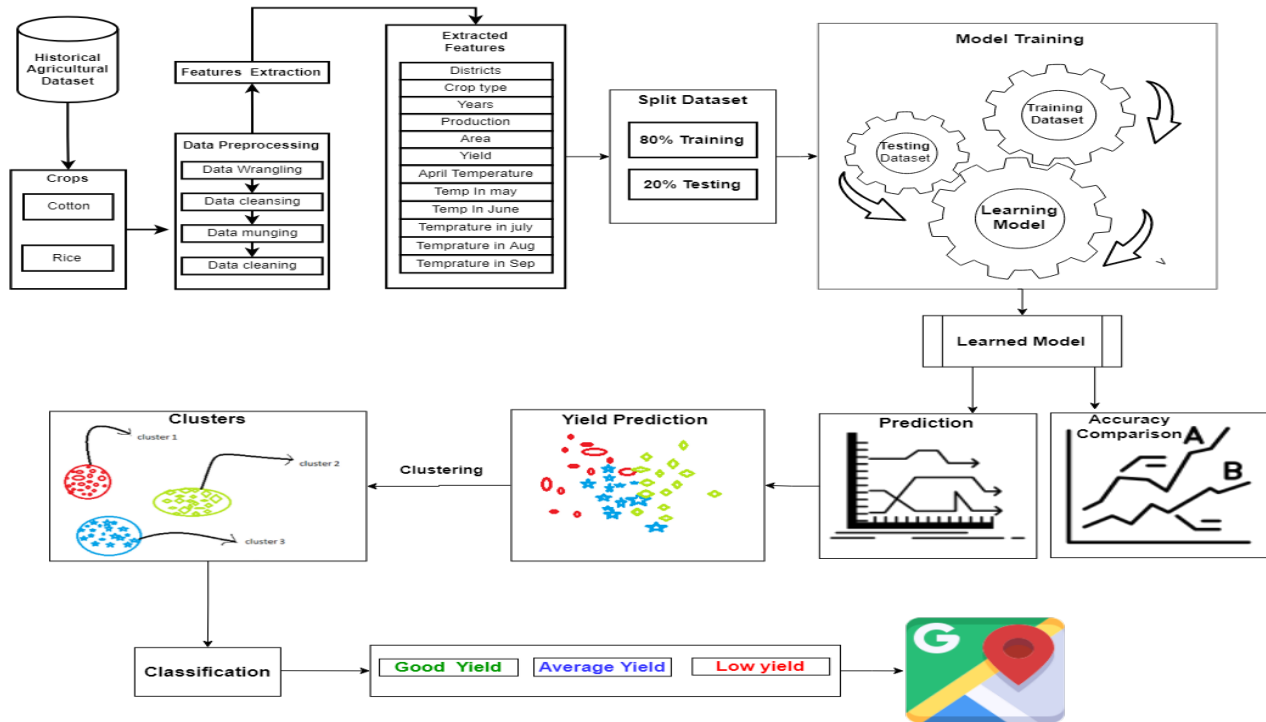 Historical
Agricultural
Dataset
Crops
Cotton
Rice
Features Extraction
Data Preprocessing
Data Wrangling
Data cleansing
Data munging
Data cleaning
Extracted
Features
Districts
Crop type
Years
Production
Area
Yield
April Temperature
Temp In may
Temp In June
Temprature in july
Temprature in Aug
Temprature in Sep
Split Dataset
80% Training
20% Testing
Model Training
Training
Dataset
Testing
Dataset
Learning
Model
Learned Model
Prediction
Accuracy
Comparison
A
B
Yield Prediction
Clustering
Clusters
cluster 1
cluster 2
cluster 3
Classification
Good Yield
Average Yield
Low yield
G